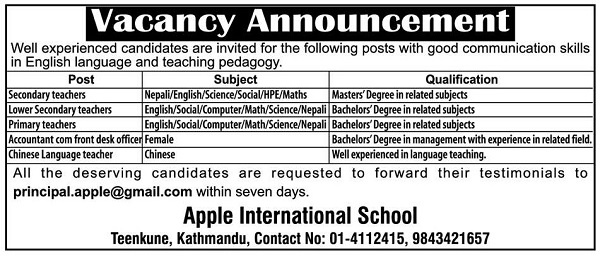 Vacancy Announcement
Well experienced candidates are invited for the following posts with good communication skills
in English language and teaching pedagogy.
Post Subject Qualification
Secondary teachers Nepali/English/Science/Social/HPE/Maths Masters' Degree in related subjects
Lower Secondary teachers English/Social/Computer/Math/Science/Nepali Bachelors' Degree in related subjects
Primary teachers English/Social/Computer/Math/Science/Nepali Bachelors' Degree in related subjects
Accountant com front desk officer Female Bachelors' Degree in management with experience in related field.
Chinese Language teacher Chinese Well experienced in language teaching.
All the deserving candidates are requested to forward their testimonials to
principal.apple@gmail.com within seven days.
Apple International School
Teenkune, Kathmandu, Contact No: 01-4112415, 9843421657